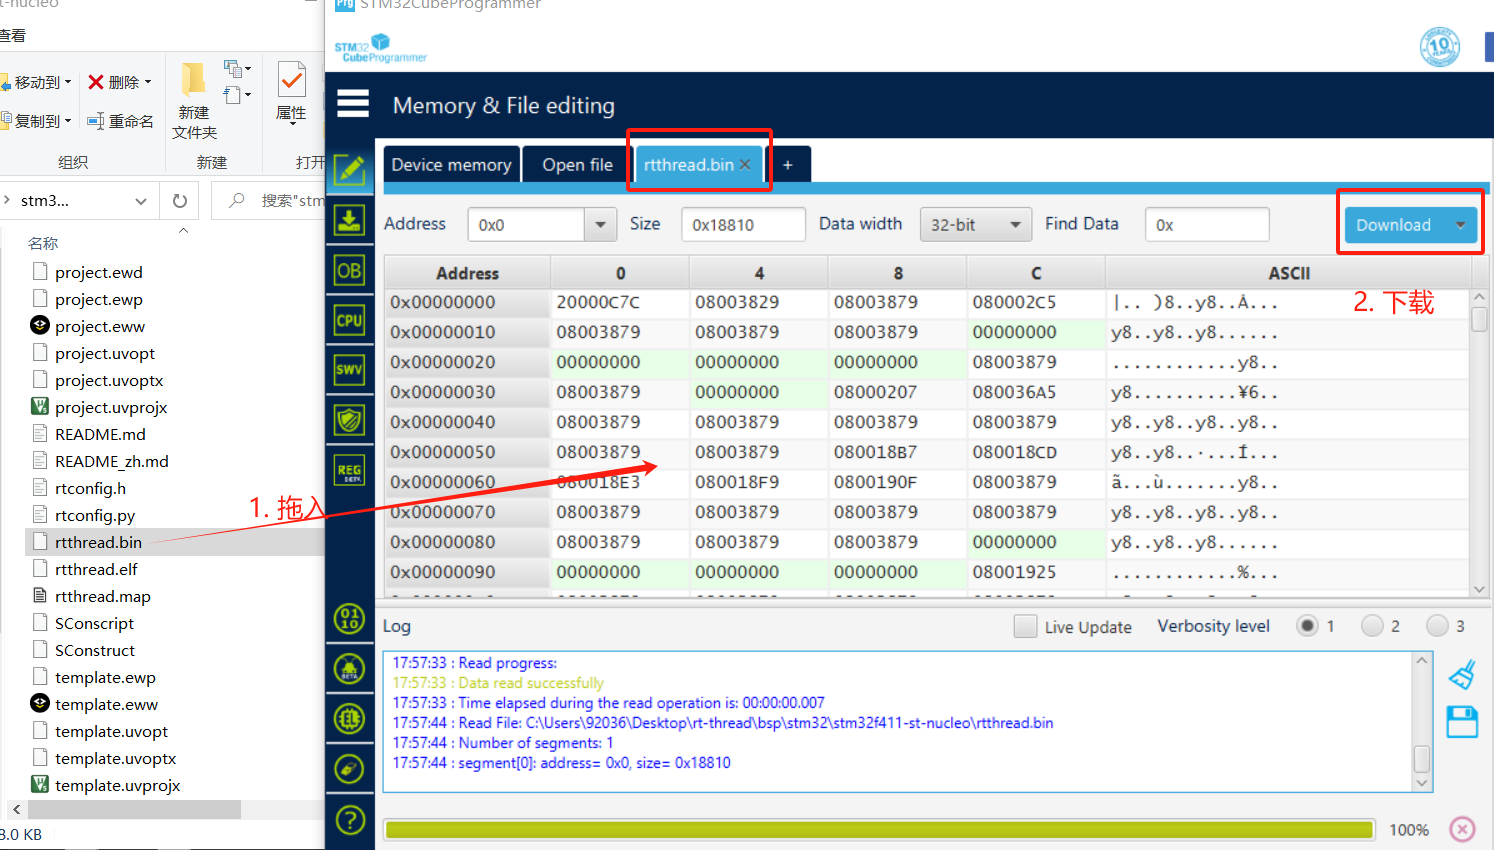 t-nucleo
查看
移动到
删除
复制到
重命名
新建
文件夹
属性
组织
新建
打开
stm3...
搜索"stm
名称
project.ewd
project.ewp
project.eww
project.uvopt
project.uvoptx
project.uvprojx
README.md
README_zh.md
rtconfig.h
rtconfig.py
rtthread.bin
rtthread.elf
rtthread.map
SConscript
SConstruct
template.ewp
template.eww
template.uvopt
template.uvoptx
template.uvprojx
8.0 KB
1. 拖入
Prg STM32CubeProgrammer
STM32
CubeProgrammer
10
Memory & File editing
Device memory Open file rtthread.bin × +
Address 0x0 Size 0x18810 Data width 32-bit Find Data 0x Download
2. 下载
Address 0 4 8 C ASCII
0x00000000 20000C7C 08003829 08003879 080002C5 |.. )8..y8..Å...
0x00000010 08003879 08003879 08003879 00000000 y8..y8..y8......
0x00000020 00000000 00000000 00000000 08003879 ............y8..
0x00000030 08003879 00000000 08000207 080036A5 y8..........¥6..
0x00000040 08003879 08003879 08003879 08003879 y8..y8..y8..y8..
0x00000050 08003879 08003879 080018B7 080018CD y8..y8..·...Í...
0x00000060 080018E3 080018F9 0800190F 08003879 ã...ù.......y8..
0x00000070 08003879 08003879 08003879 08003879 y8..y8..y8..y8..
0x00000080 08003879 08003879 08003879 00000000 y8..y8..y8......
0x00000090 00000000 00000000 00000000 08001925 ............%...
OB
CPU
SWV
REG
01
10
BETA
EL
?
Log Live Update Verbosity level 1 2 3
17:57:33 : Read progress:
17:57:33 : Data read successfully
17:57:33 : Time elapsed during the read operation is: 00:00:00.007
17:57:44 : Read File: C:\Users\92036\Desktop\rt-thread\bsp\stm32\stm32f411-st-nucleo\rtthread.bin
17:57:44 : Number of segments: 1
17:57:44 : segment[0]: address= 0x0, size= 0x18810
100%